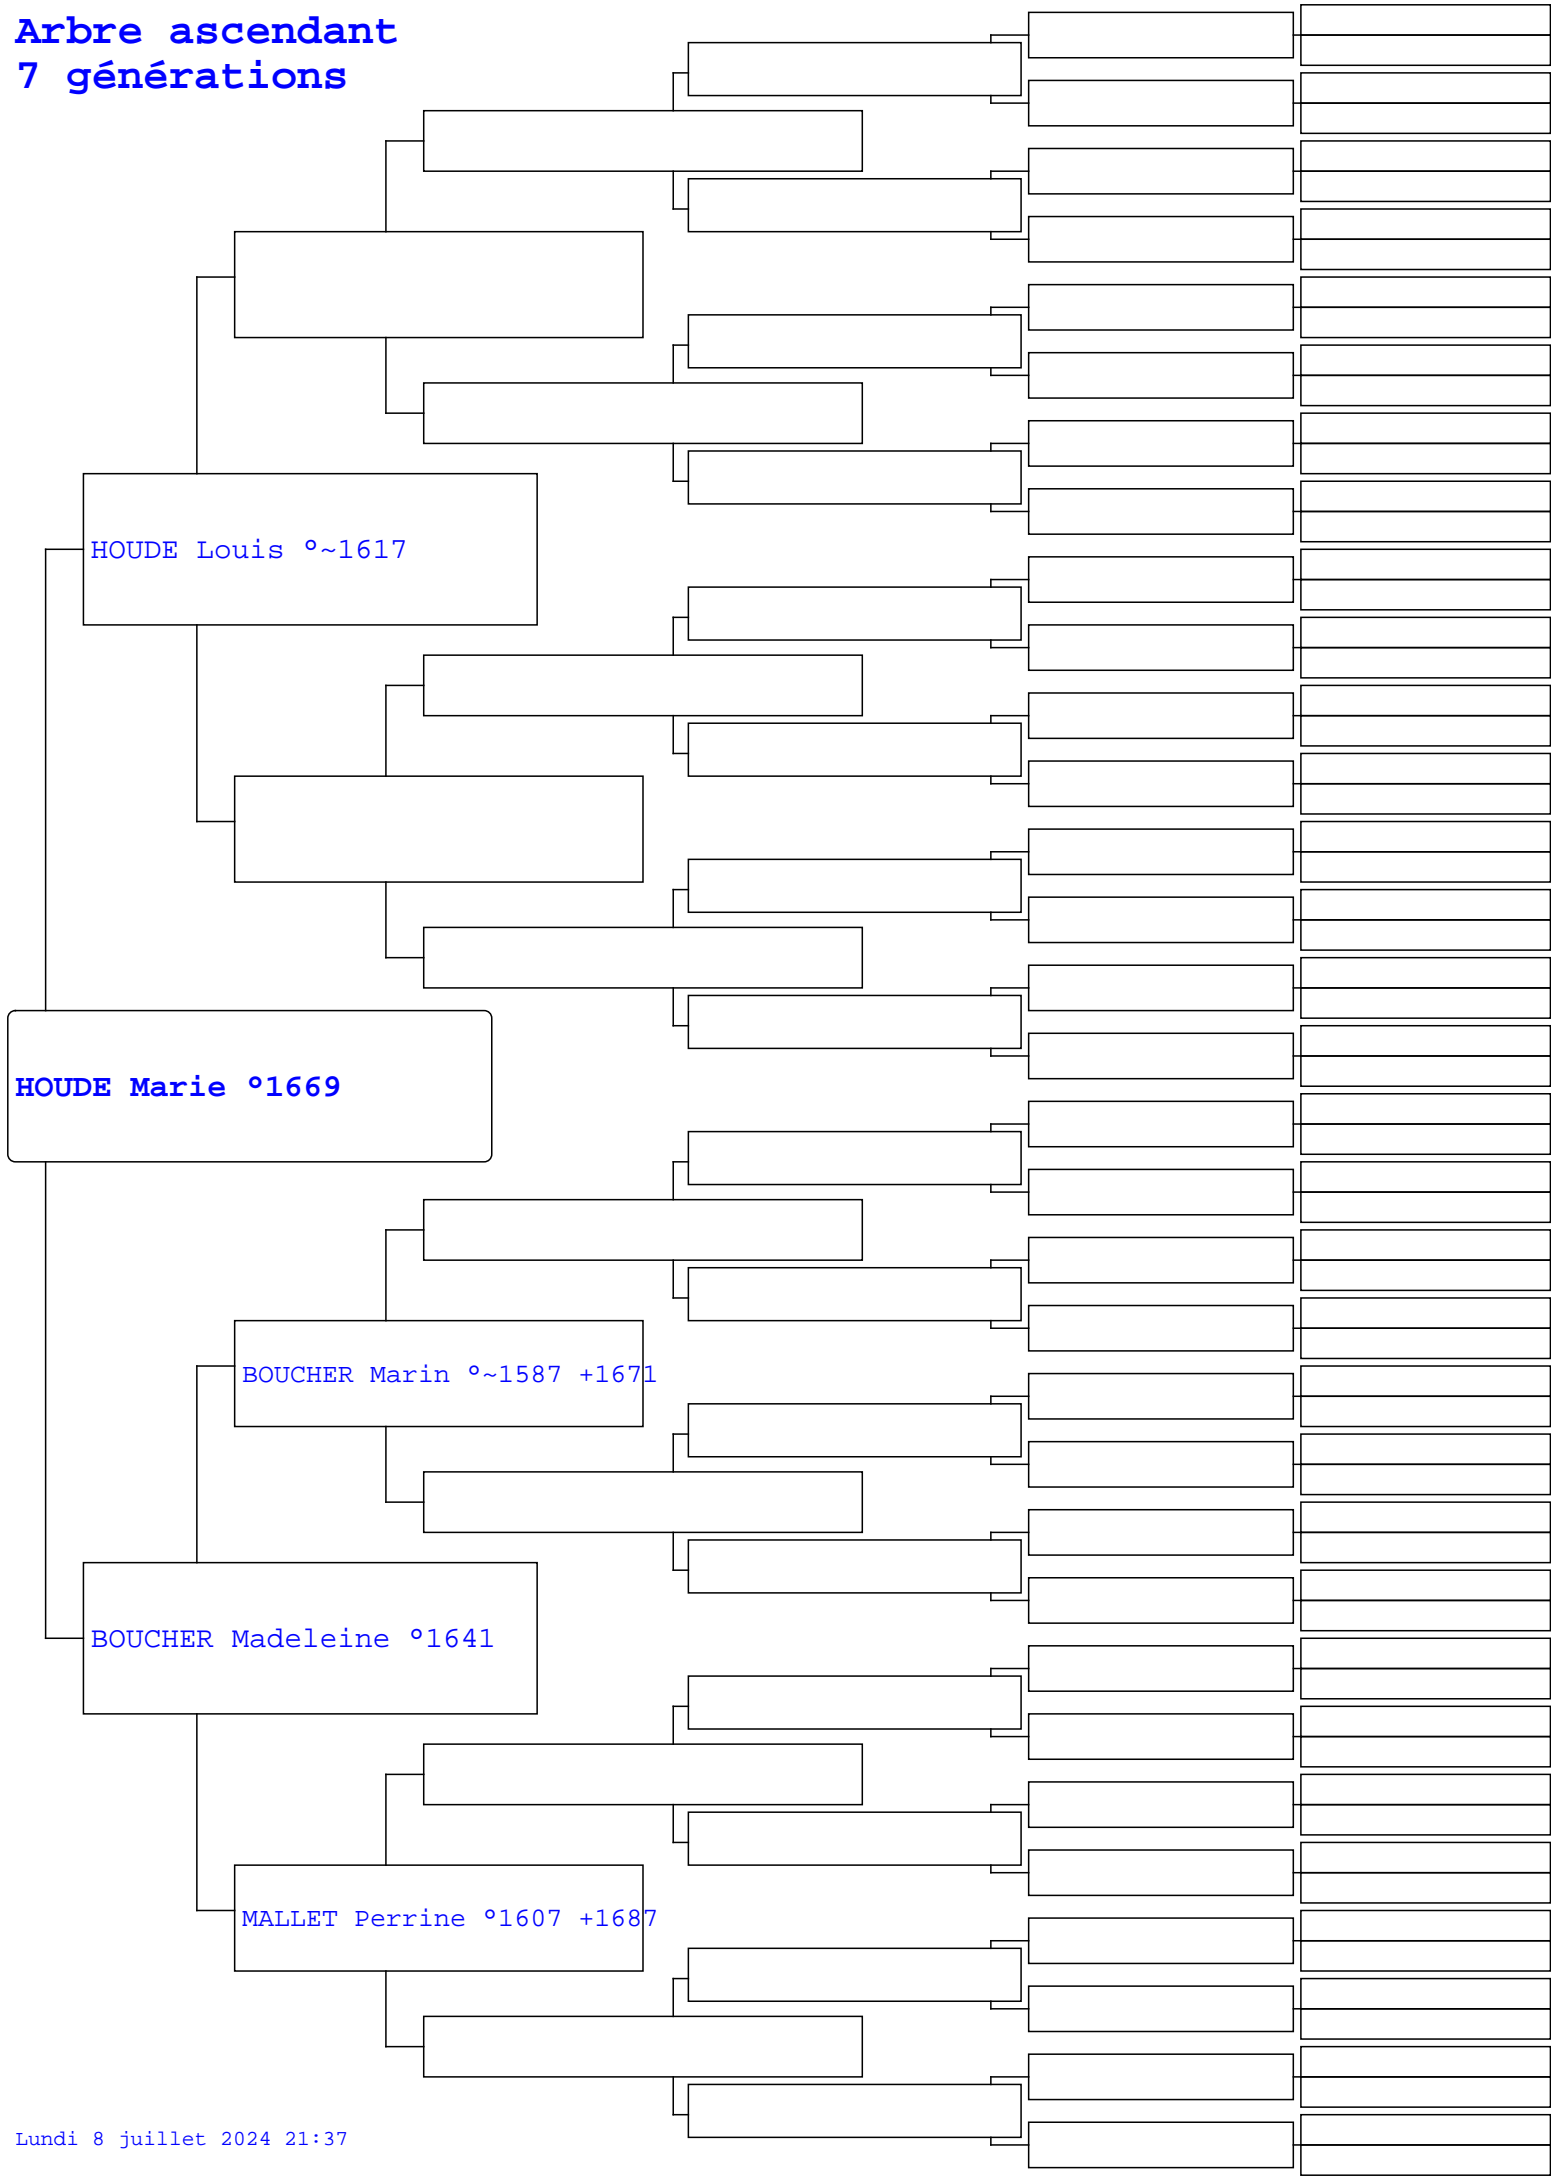 Arbre ascendant
7 générations
HOUDE Louis °~1617
HOUDE Marie °1669
BOUCHER Marin °~1587 +1671
BOUCHER Madeleine °1641
MALLET Perrine °1607 +1687
Lundi 8 juillet 2024 21:37